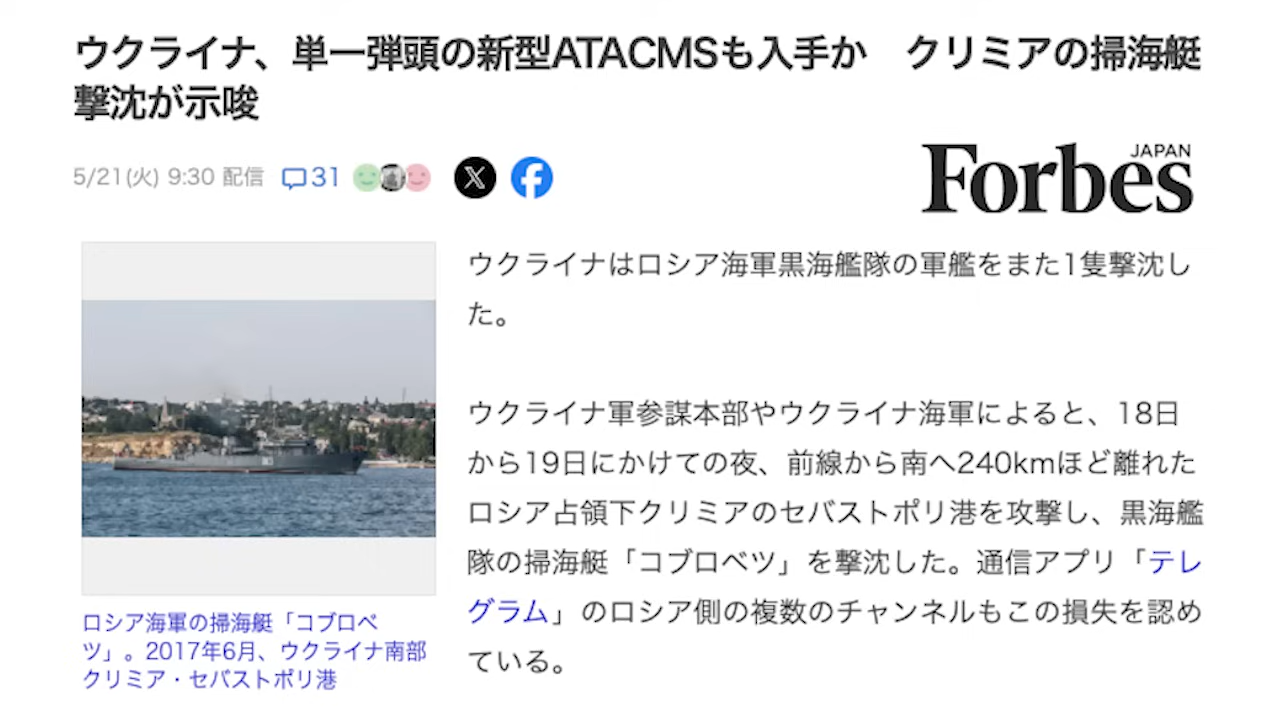 ウクライナ、単一弾頭の新型ATACMSも入手か　クリミアの掃海艇
撃沈が示唆
5/21(火) 9:30 配信 31
Forbes JAPAN
ウクライナはロシア海軍黒海艦隊の軍艦をまた1隻撃沈し
た。
ウクライナ軍参謀本部やウクライナ海軍によると、18日
から19日にかけての夜、前線から南へ240kmほど離れた
ロシア占領下クリミアのセバストポリ港を攻撃し、黒海艦
隊の掃海艇「コブロベツ」を撃沈した。通信アプリ「テレ
グラム」のロシア側の複数のチャンネルもこの損失を認め
ている。
ロシア海軍の掃海艇「コブロベ
ツ」。2017年6月、ウクライナ南部
クリミア・セバストポリ港